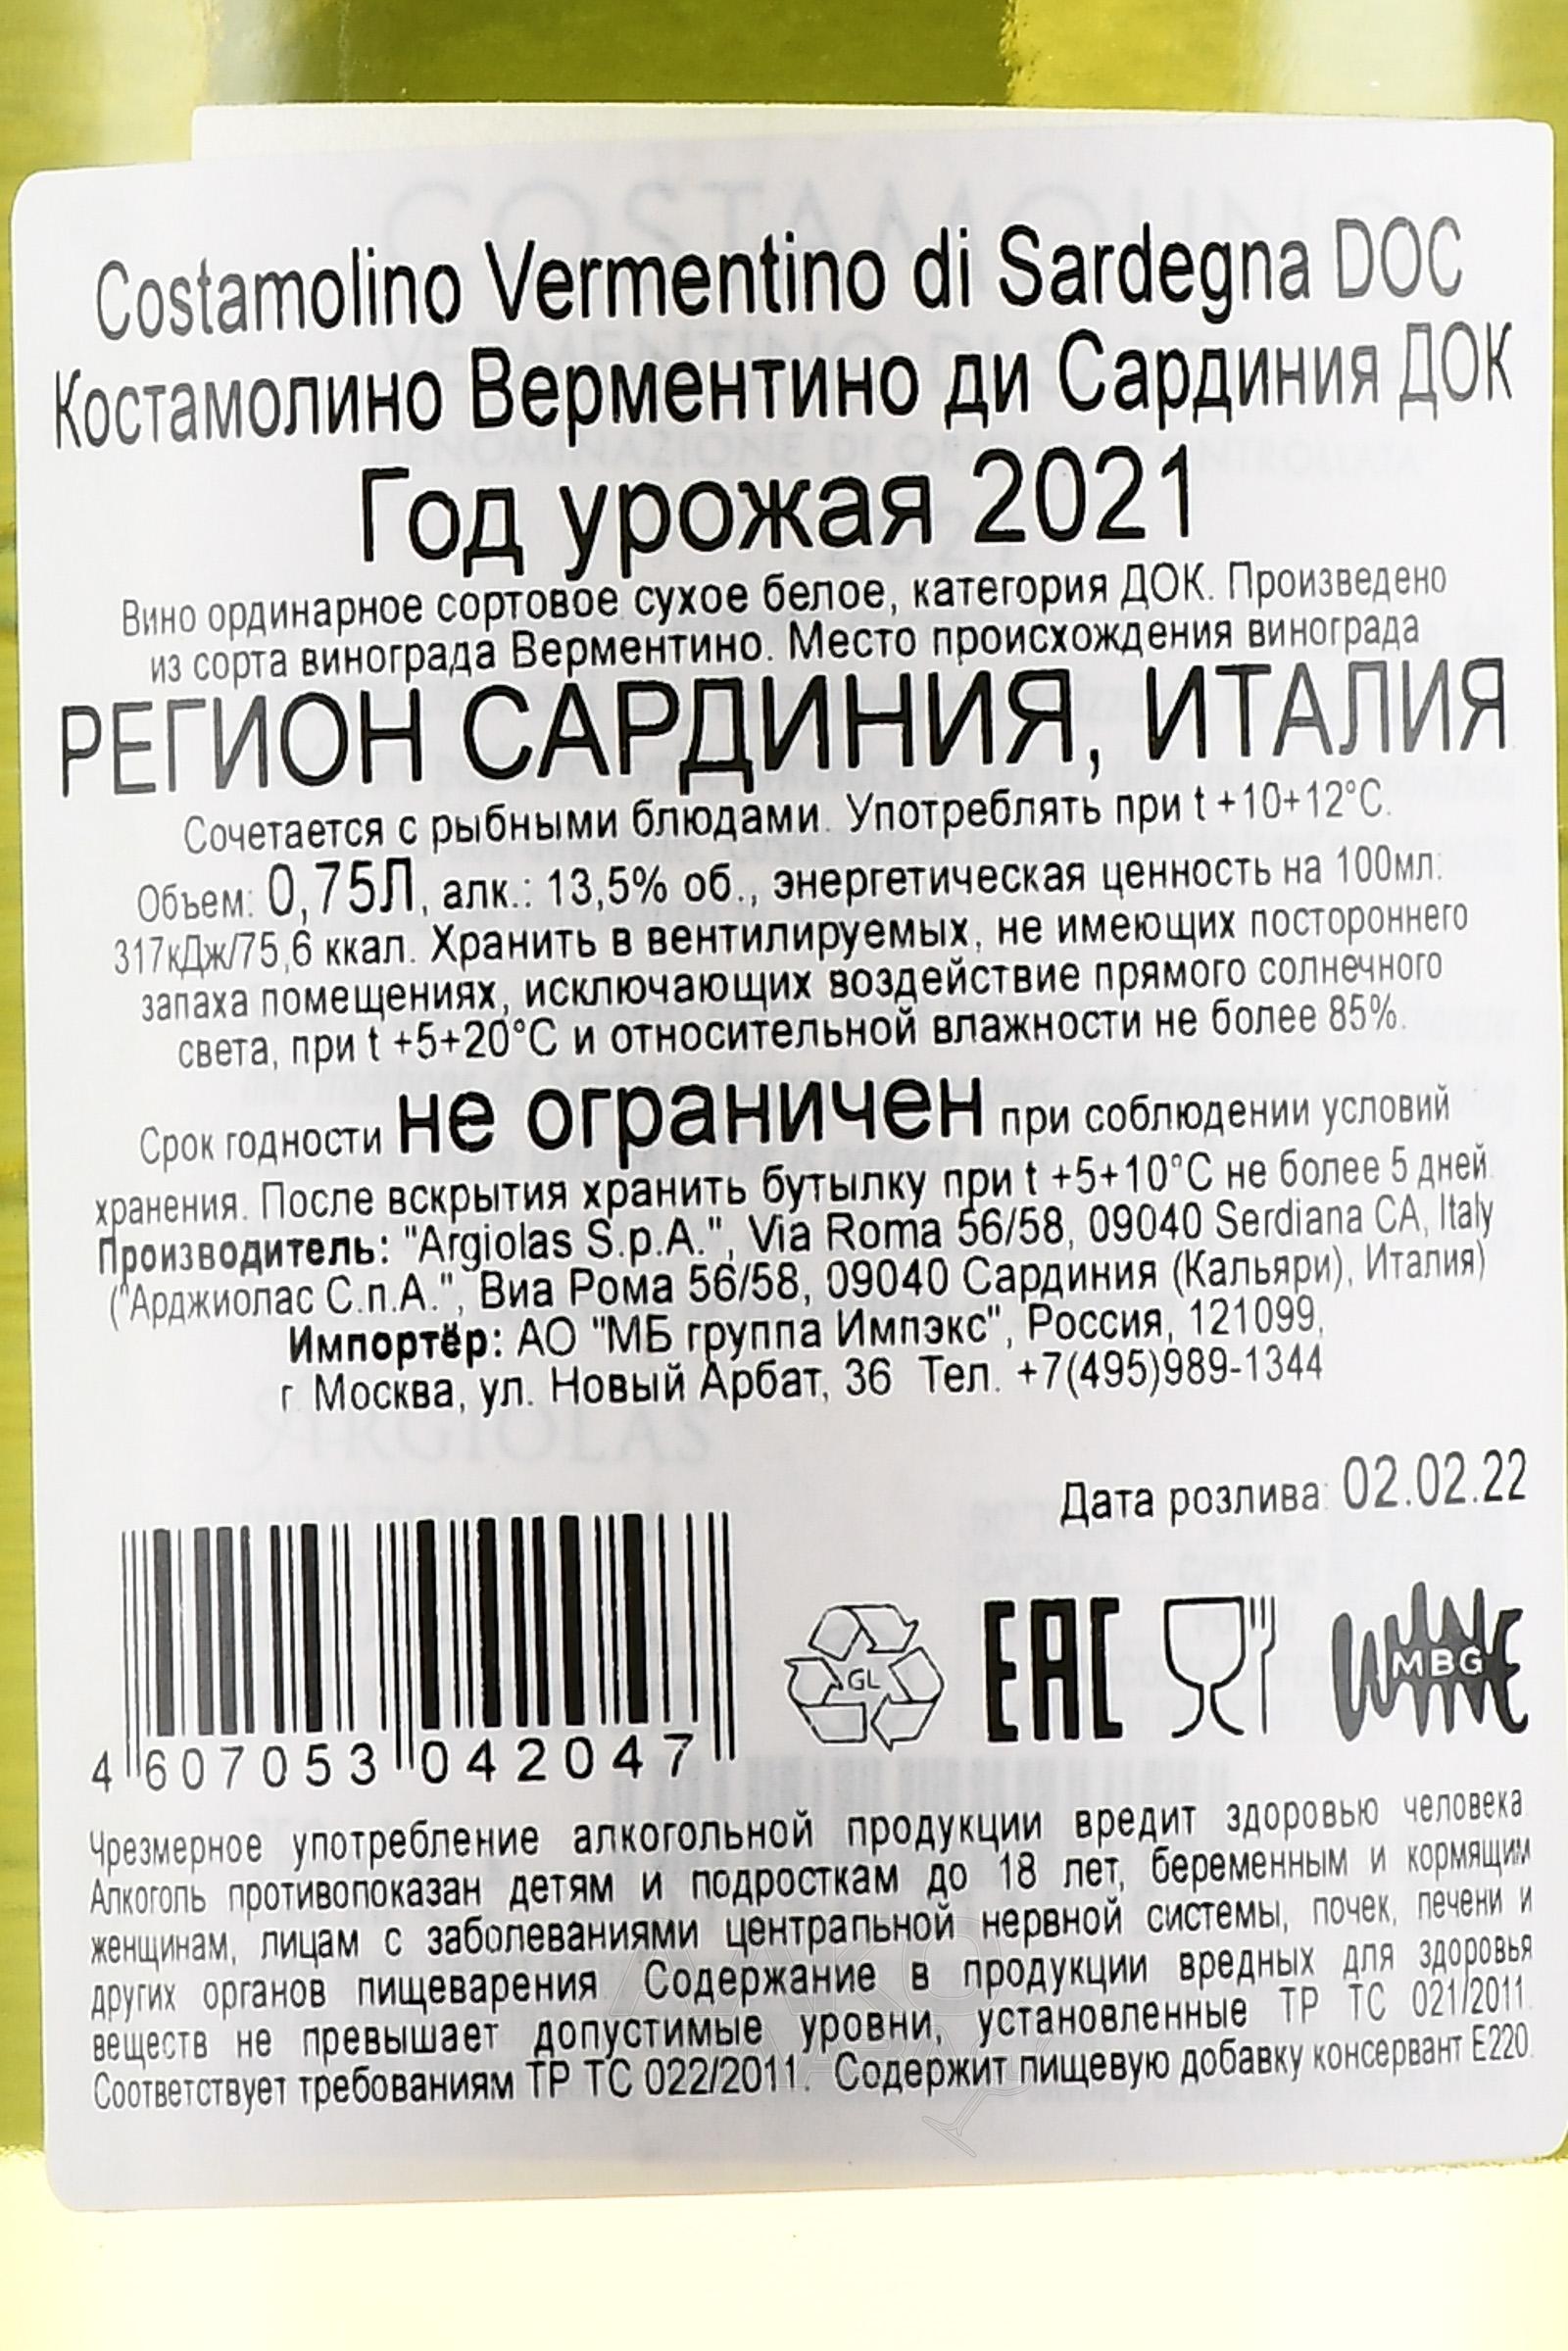 Costamolino Vermentino di Sardegna DOC
Костамолино Верментино ди Сардиния ДОК
Год урожая 2021
Вино ординарное сортовое сухое белое, категория ДОК. Произведено
из сорта винограда Верментино. Место происхождения винограда
РЕГИОН САРДИНИЯ, ИТАЛИЯ
Сочетается с рыбными блюдами. Употреблять при t +10+12°C.
Объем: 0,75Л, алк.: 13,5% об., энергетическая ценность на 100мл:
317кДж/75,6 ккал. Хранить в вентилируемых, не имеющих постороннего
запаха помещениях, исключающих воздействие прямого солнечного
света, при t +5+20°C и относительной влажности не более 85%.
Срок годности не ограничен при соблюдении условий
хранения. После вскрытия хранить бутылку при t +5+10°C не более 5 дней.
Производитель: "Argiolas S.p.A.", Via Roma 56/58, 09040 Serdiana CA, Italy
("Арджиолас С.п.А.", Виа Рома 56/58, 09040 Сардиния (Кальяри), Италия)
Импортёр: АО "МБ группа Импэкс", Россия, 121099,
г. Москва, ул. Новый Арбат, 36 Тел. +7(495)989-1344
Дата розлива: 02.02.22
GL
EAC
WINE
MBG
4 607053 042047
Чрезмерное употребление алкогольной продукции вредит здоровью человека.
Алкоголь противопоказан детям и подросткам до 18 лет, беременным и кормящим
женщинам, лицам с заболеваниями центральной нервной системы, почек, печени и
других органов пищеварения. Содержание в продукции вредных для здоровья
веществ не превышает допустимые уровни, установленные ТР ТС 021/2011.
Соответствует требованиям ТР ТС 022/2011. Содержит пищевую добавку консервант Е220.